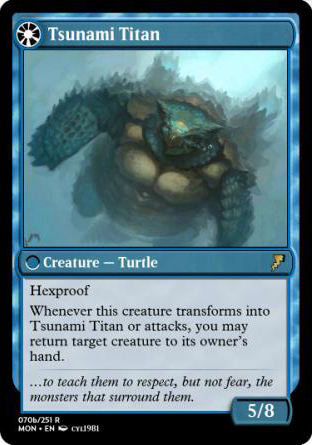 Tsunami Titan
Creature — Turtle
Hexproof
Whenever this creature transforms into
Tsunami Titan or attacks, you may
return target creature to its owner's
hand.
…to teach them to respect, but not fear, the
monsters that surround them.
5/8
070b/251 R
MON • EN cyl1981